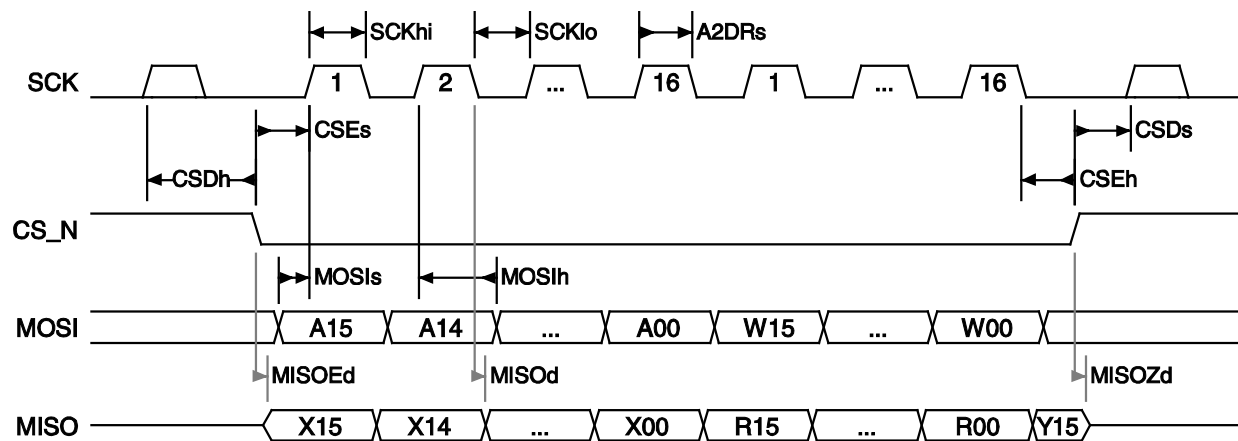 SCKhi SCKlo A2DRs
SCK 1 2 ... 16 1 ... 16
CSEs CSDs
CSDh CSEh
CS_N
MOSIs MOSIh
MOSI A15 A14 ... A00 W15 ... W00
MISOEd MISOd MISOZd
MISO X15 X14 ... X00 R15 ... R00 Y15